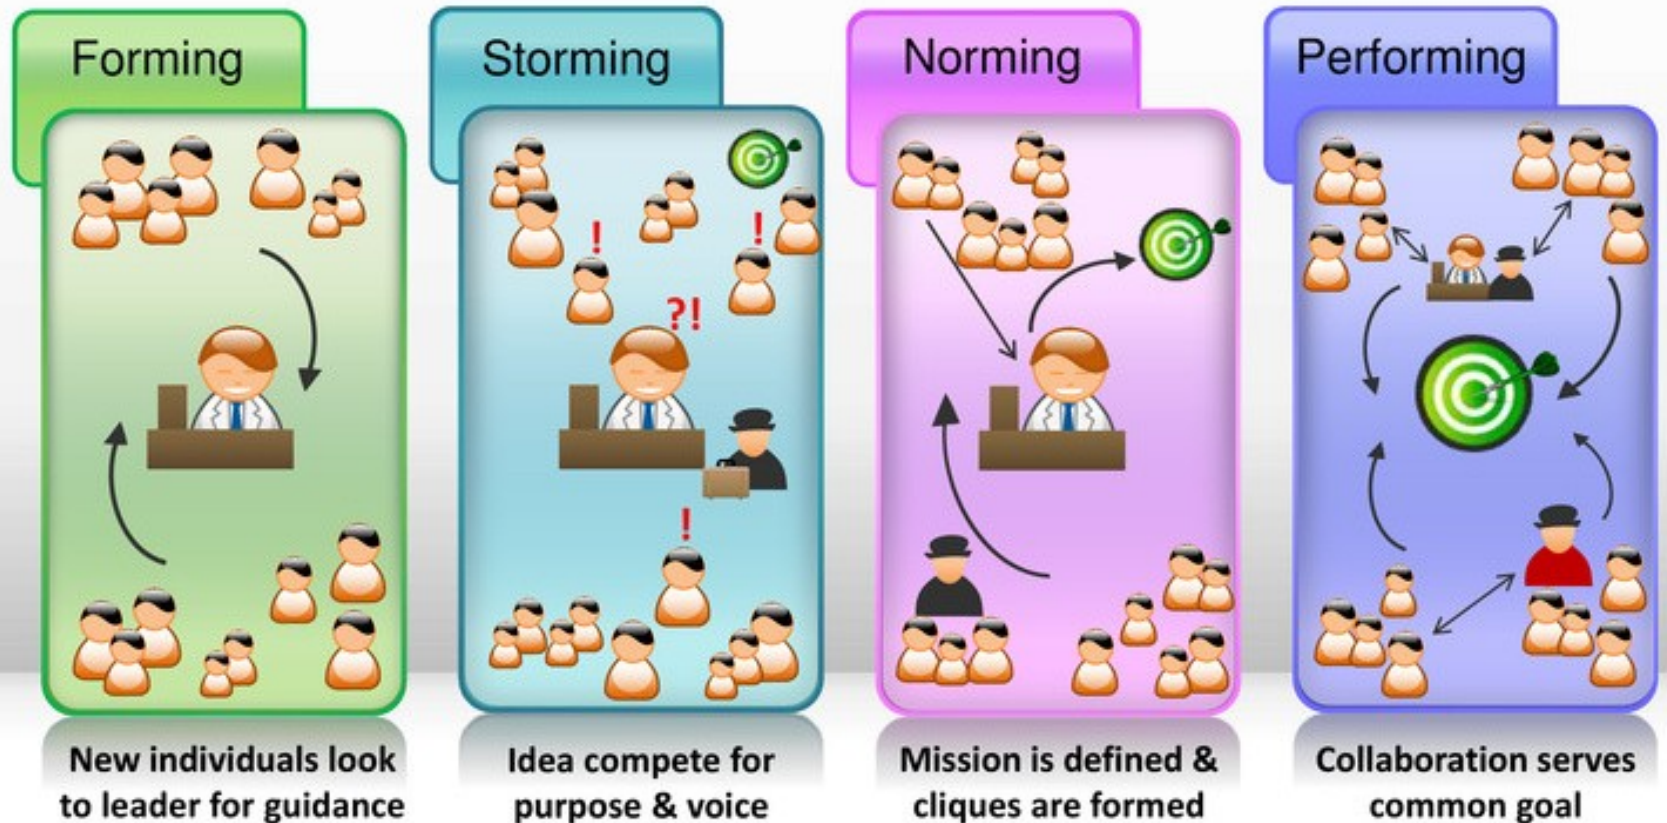 Forming
New individuals look
to leader for guidance
Storming
!
!
?!
!
Idea compete for
purpose & voice
Norming
Mission is defined &
cliques are formed
Performing
Collaboration serves
common goal